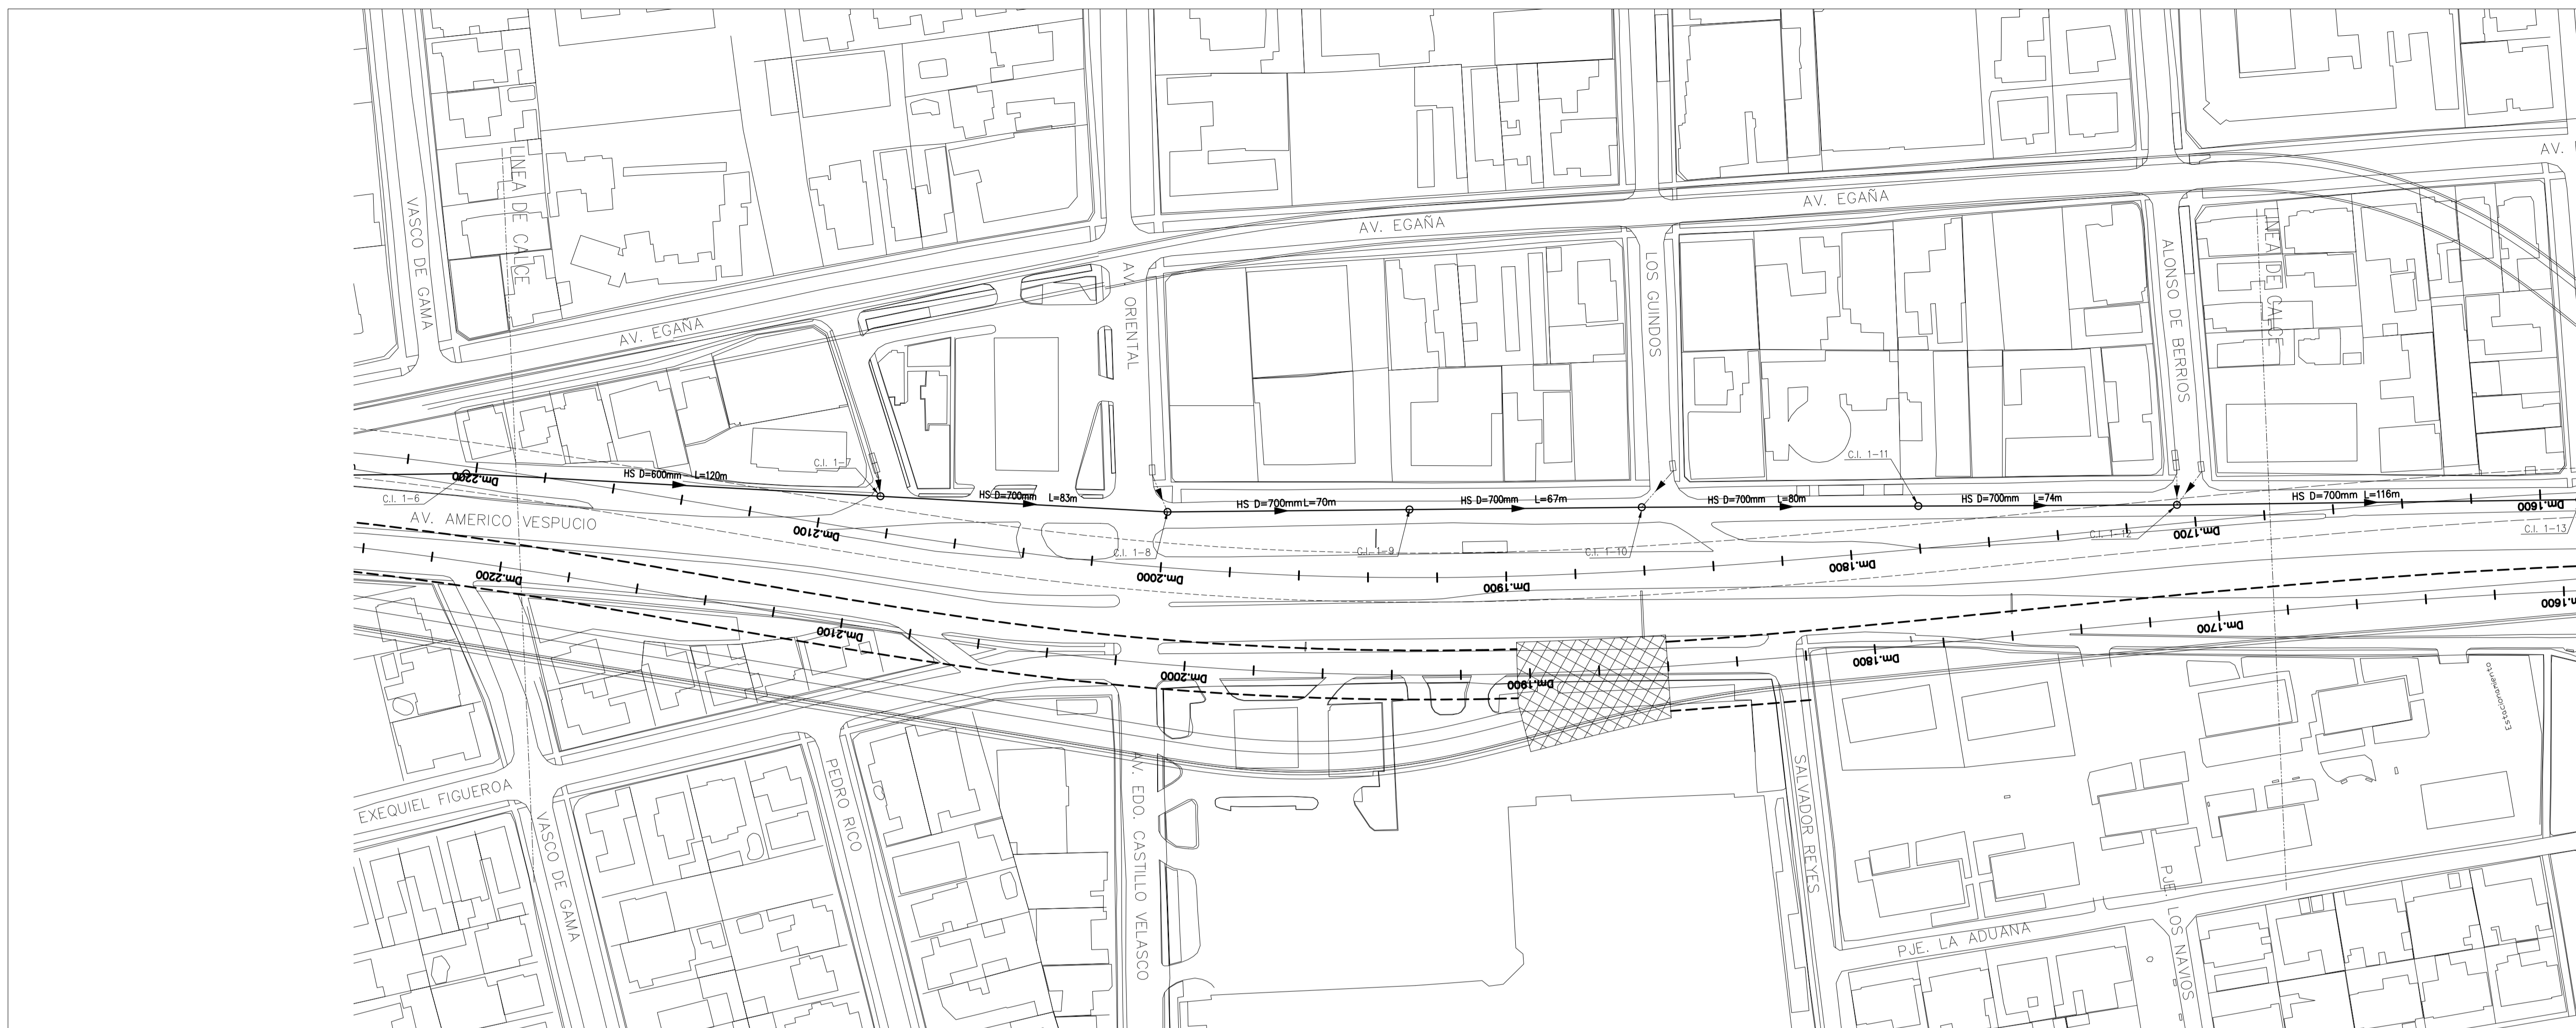 AV.
VASCO DE GAMA
LINEA DE CALCE
AV. EGAÑA
AV. EGAÑA
AV. EGAÑA
AV. ORIENTAL
LOS GUINDOS
ALONSO DE BERRIOS
LINEA DE CALCE
C.I. 1-7
C.I. 1-11
Dm.2200
HS D=600mm L=120m
HS D=700mm L=83m
HS D=700mm L=70m
HS D=700mm L=67m
HS D=700mm L=80m
HS D=700mm L=74m
HS D=700mm L=116m
C.I. 1-6
AV. AMERICO VESPUCIO
Dm.2100
C.I. 1-8
C.I. 1-9
C.I. 1-10
C.I. 1-12
Dm.1700
Dm.1600
C.I. 1-13
Dm.2200
Dm.2000
Dm.1900
Dm.1800
Dm.2100
Dm.2000
Dm.1900
Dm.1800
Dm.1700
Dm.1600
Estacionamiento
EXEQUIEL FIGUEROA
VASCO DE GAMA
PEDRO RICO
AV. EDO. CASTILLO VELASCO
SALVADOR REYES
PJE. LA ADUANA
PJE. LOS NAVIOS